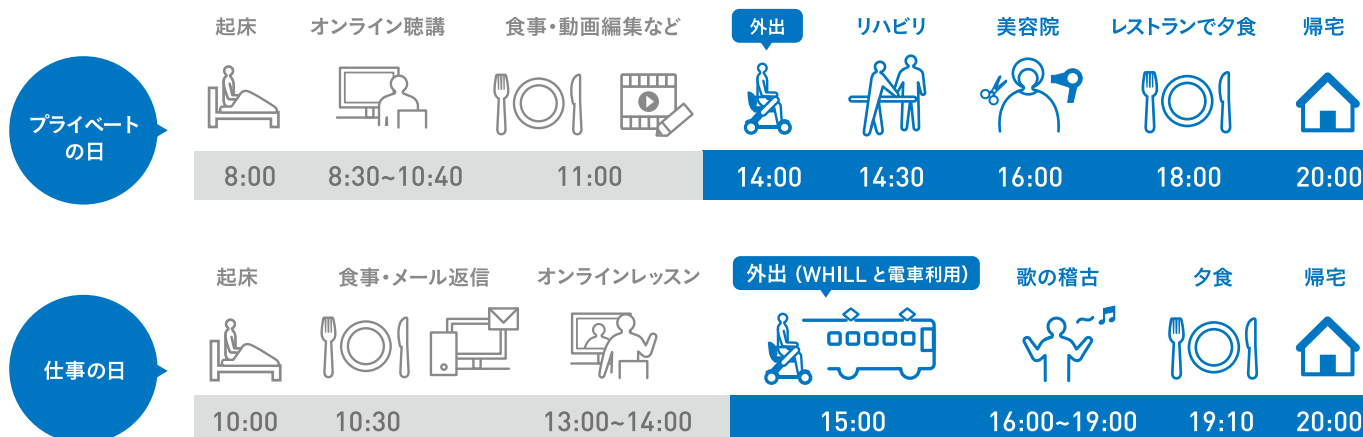 起床 オンライン聴講 食事・動画編集など 外出 リハビリ 美容院 レストランで夕食 帰宅
プライベート
の日
8:00 8:30~10:40 11:00 14:00 14:30 16:00 18:00 20:00
起床 食事・メール返信 オンラインレッスン 外出（WHILLと電車利用） 歌の稽古 夕食 帰宅
仕事の日
10:00 10:30 13:00~14:00 15:00 16:00~19:00 19:10 20:00